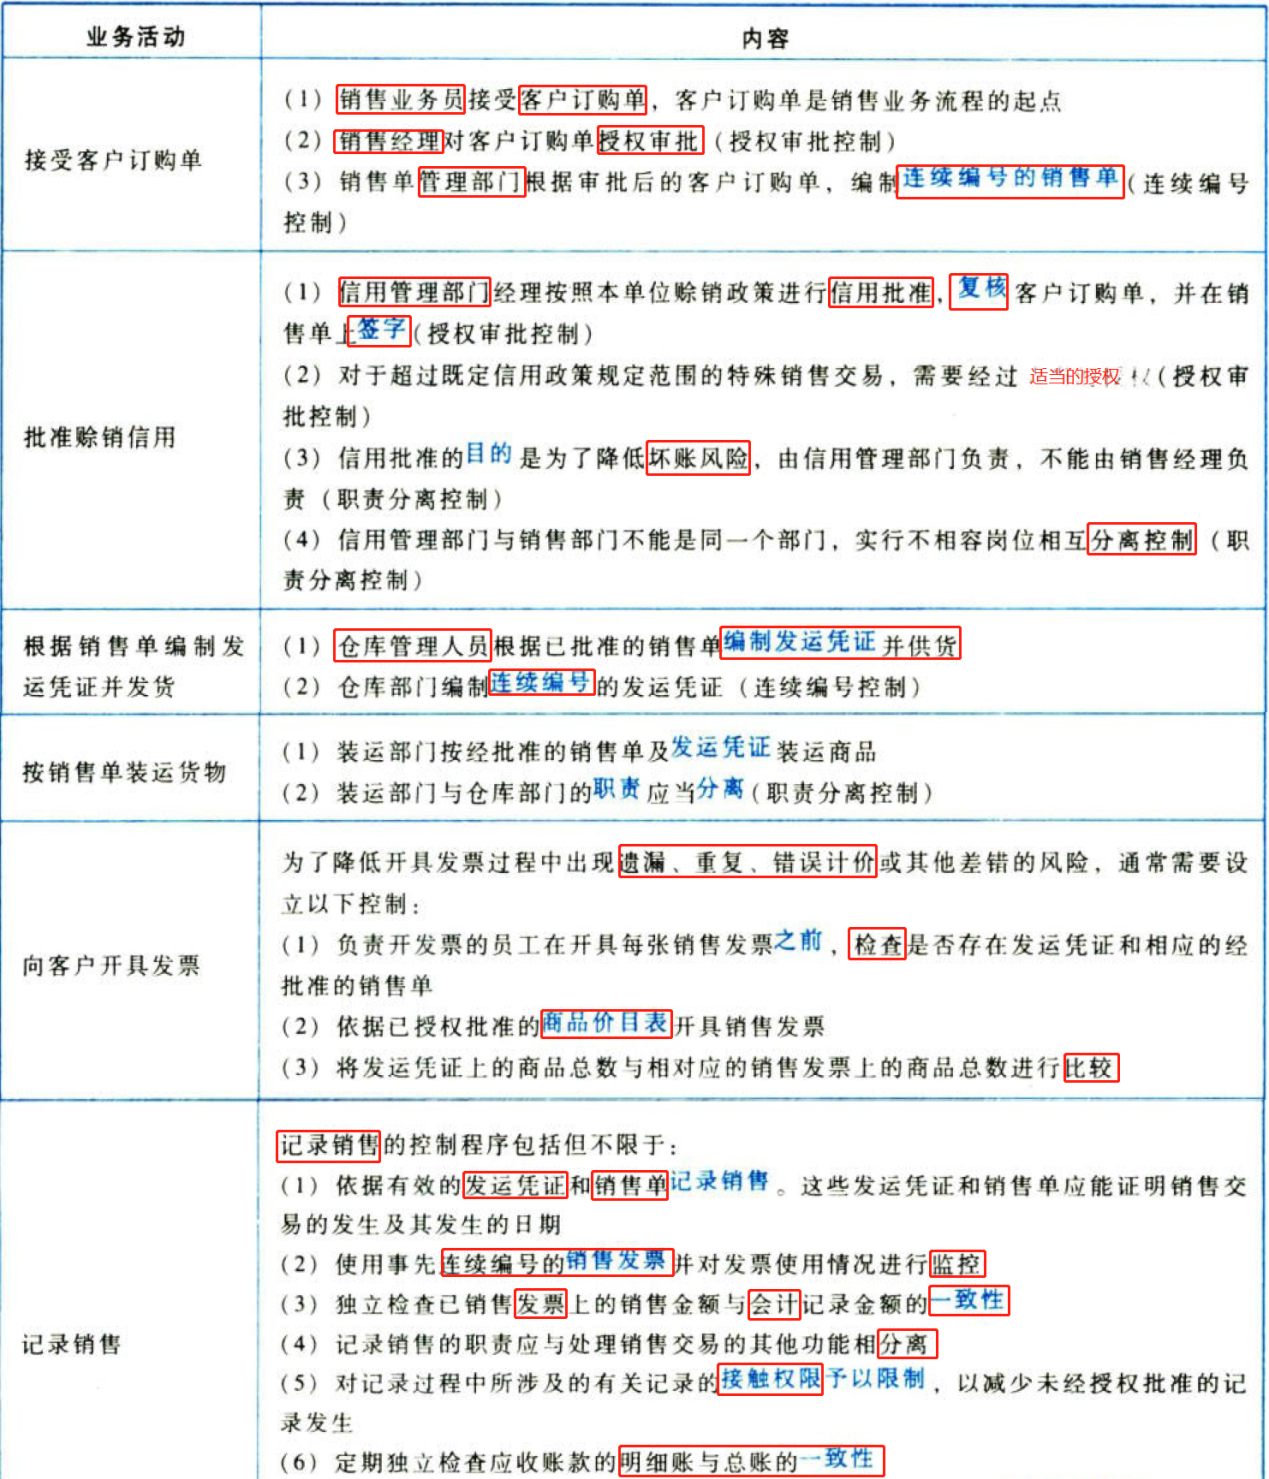 业务活动
内容
接受客户订购单
(1) 销售业务员接受客户订购单，客户订购单是销售业务流程的起点
(2) 销售经理对客户订购单授权审批（授权审批控制）
(3) 销售单管理部门根据审批后的客户订购单，编制连续编号的销售单（连续编号
控制）
批准赊销信用
(1) 信用管理部门经理按照本单位赊销政策进行信用批准，复核客户订购单，并在销
售单上签字（授权审批控制）
(2) 对于超过既定信用政策规定范围的特殊销售交易，需要经过 适当的授权 权（授权审
批控制）
(3) 信用批准的目的是为了降低坏账风险，由信用管理部门负责，不能由销售经理负
责（职责分离控制）
(4) 信用管理部门与销售部门不能是同一个部门，实行不相容岗位相互分离控制（职
责分离控制）
根据销售单编制发
运凭证并发货
(1) 仓库管理人员根据已批准的销售单编制发运凭证并供货
(2) 仓库部门编制连续编号的发运凭证（连续编号控制）
按销售单装运货物
(1) 装运部门按经批准的销售单及发运凭证装运商品
(2) 装运部门与仓库部门的职责应当分离（职责分离控制）
向客户开具发票
为了降低开具发票过程中出现遗漏、重复、错误计价或其他差错的风险，通常需要设
立以下控制：
(1) 负责开发票的员工在开具每张销售发票之前，检查是否存在发运凭证和相应的经
批准的销售单
(2) 依据已授权批准的商品价目表开具销售发票
(3) 将发运凭证上的商品总数与相对应的销售发票上的商品总数进行比较
记录销售
记录销售的控制程序包括但不限于：
(1) 依据有效的发运凭证和销售单记录销售。这些发运凭证和销售单应能证明销售交
易的发生及其发生的日期
(2) 使用事先连续编号的销售发票并对发票使用情况进行监控
(3) 独立检查已销售发票上的销售金额与会计记录金额的一致性
(4) 记录销售的职责应与处理销售交易的其他功能相分离
(5) 对记录过程中所涉及的有关记录的接触权限予以限制，以减少未经授权批准的记
录发生
(6) 定期独立检查应收账款的明细账与总账的一致性